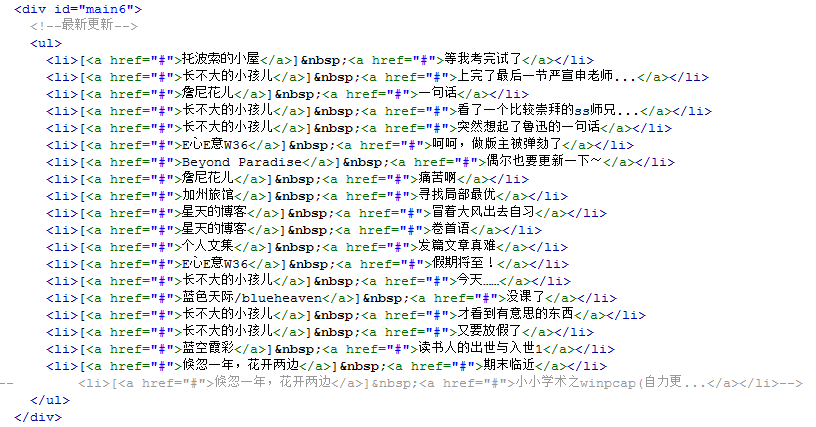 <div id="main6">
<!--最新更新-->
<ul>
<li>[<a href="#">托波索的小屋</a>]&nbsp;<a href="#">等我考完试了</a></li>
<li>[<a href="#">长不大的小孩儿</a>]&nbsp;<a href="#">上完了最后一节严宣申老师...</a></li>
<li>[<a href="#">詹尼花儿</a>]&nbsp;<a href="#">一句话</a></li>
<li>[<a href="#">长不大的小孩儿</a>]&nbsp;<a href="#">看了一个比较崇拜的ss师兄...</a></li>
<li>[<a href="#">长不大的小孩儿</a>]&nbsp;<a href="#">突然想起了鲁迅的一句话</a></li>
<li>[<a href="#">E心E意W36</a>]&nbsp;<a href="#">呵呵，做版主被弹劾了</a></li>
<li>[<a href="#">Beyond Paradise</a>]&nbsp;<a href="#">偶尔也要更新一下～</a></li>
<li>[<a href="#">詹尼花儿</a>]&nbsp;<a href="#">痛苦啊</a></li>
<li>[<a href="#">加州旅馆</a>]&nbsp;<a href="#">寻找局部最优</a></li>
<li>[<a href="#">星天的博客</a>]&nbsp;<a href="#">冒着大风出去自习</a></li>
<li>[<a href="#">星天的博客</a>]&nbsp;<a href="#">卷首语</a></li>
<li>[<a href="#">个人文集</a>]&nbsp;<a href="#">发篇文章真难</a></li>
<li>[<a href="#">E心E意W36</a>]&nbsp;<a href="#">假期将至！</a></li>
<li>[<a href="#">长不大的小孩儿</a>]&nbsp;<a href="#">今天……</a></li>
<li>[<a href="#">蓝色天际/blueheaven</a>]&nbsp;<a href="#">没课了</a></li>
<li>[<a href="#">长不大的小孩儿</a>]&nbsp;<a href="#">才看到有意思的东西</a></li>
<li>[<a href="#">长不大的小孩儿</a>]&nbsp;<a href="#">又要放假了</a></li>
<li>[<a href="#">蓝空霞彩</a>]&nbsp;<a href="#">读书人的出世与入世1</a></li>
<li>[<a href="#">倏忽一年，花开两边</a>]&nbsp;<a href="#">期末临近</a></li>
-- <li>[<a href="#">倏忽一年，花开两边</a>]&nbsp;<a href="#">小小学术之winpcap(自力更...</a></li>-->
</ul>
</div>